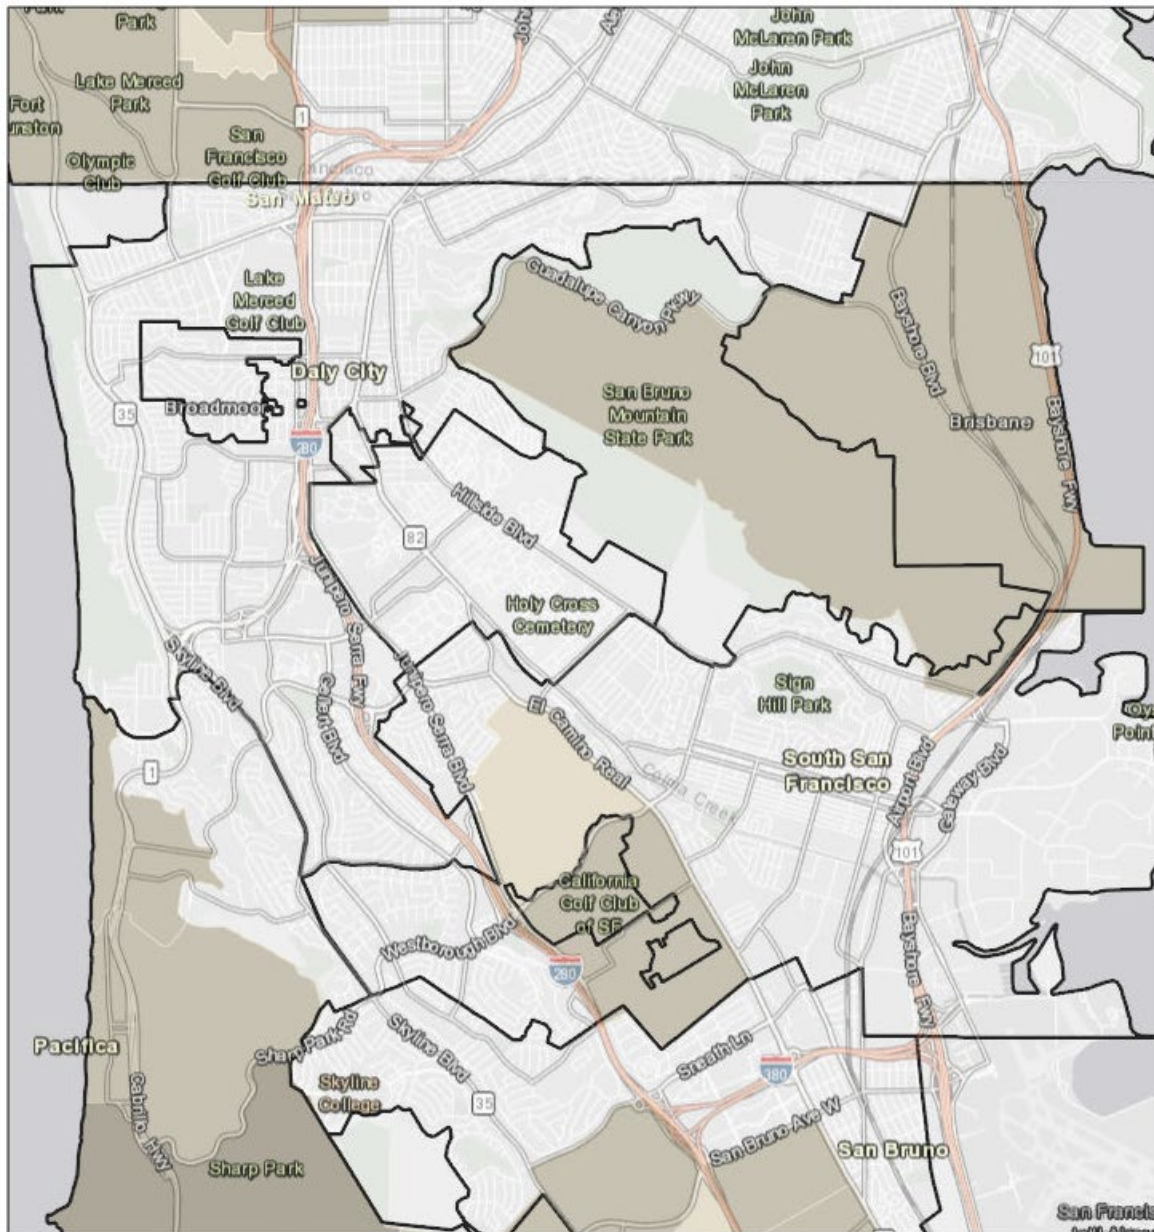 Park
Park
John
McLaren Park
Lake Merced
Park
John
McLaren
Park
Fort
1
San
Francisco
Golf Club
Olympic
Club
San Mateo
Guadalupe Canyon Pkwy
Lake
Merced
Golf Club
Bayshore Blvd
101
Daly City
San Bruno
Mountain
State Park
35
Broadmoor
Brisbane
280
Bayshore Fwy
Hillside Blvd
82
Junipero Serra Fwy
Holy Cross
Cemetery
Skyline Blvd
Junipero Serra Blvd
Callan Blvd
Sign
Hill Park
El Camino Real
Point
1
South San
Francisco
Colma Creek
Airport Blvd
Gateway Blvd
101
California
Golf Club
of SF
Westborough Blvd
280
Bayshore Fwy
Pacifica
Sharp Park Rd
Skyline Blvd
Sneath Ln
380
Cabrillo Hwy
Skyline
College
35
San Bruno Ave W
San Bruno
Sharp Park